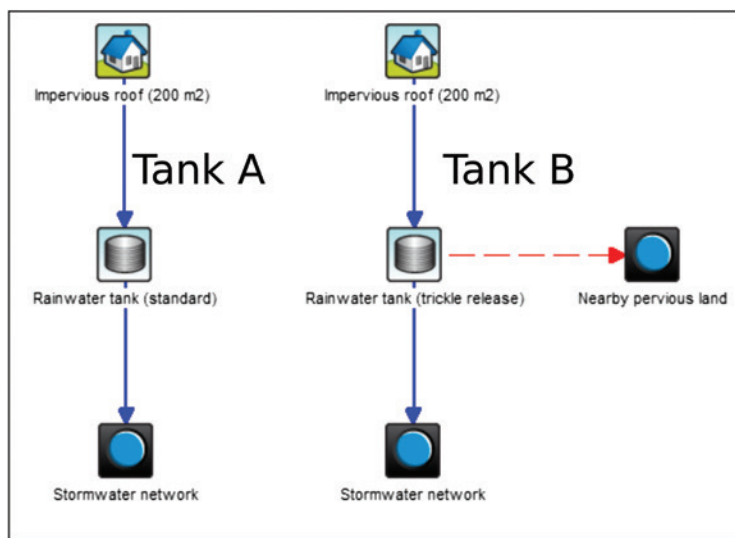 Impervious roof (200 m2)
Impervious roof (200 m2)
Tank A
Tank B
Rainwater tank (standard)
Rainwater tank (trickle release)
Nearby pervious land
Stormwater network
Stormwater network